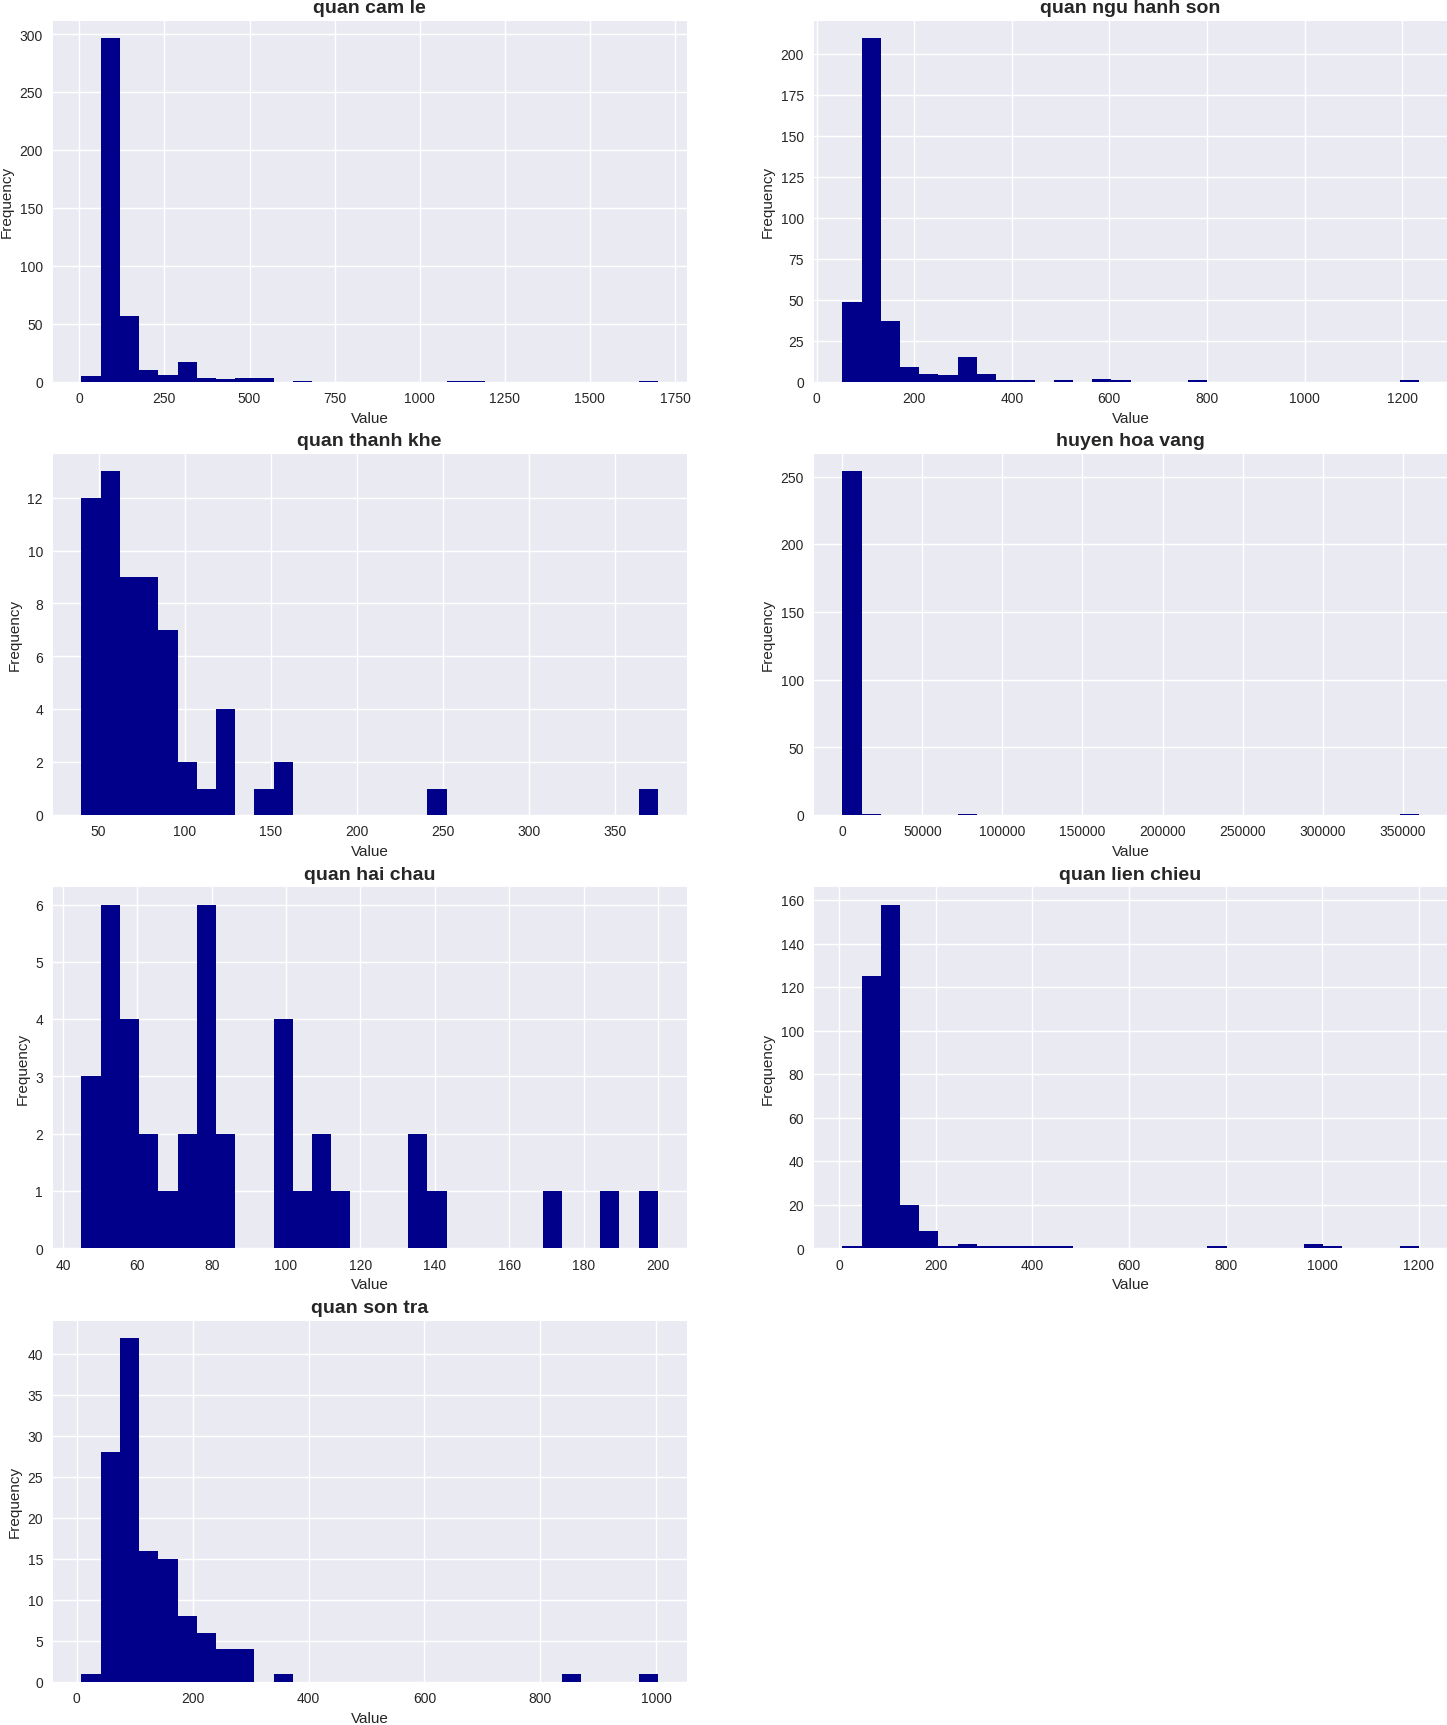 quan cam le
300
250
200
150
100
50
0
Frequency
0 250 500 750 1000 1250 1500 1750
Value
quan ngu hanh son
200
175
150
125
100
75
50
25
0
Frequency
0 200 400 600 800 1000 1200
Value
quan thanh khe
12
10
8
6
4
2
0
Frequency
50 100 150 200 250 300 350
Value
huyen hoa vang
250
200
150
100
50
0
Frequency
0 50000 100000 150000 200000 250000 300000 350000
Value
quan hai chau
6
5
4
3
2
1
0
Frequency
40 60 80 100 120 140 160 180 200
Value
quan lien chieu
160
140
120
100
80
60
40
20
0
Frequency
0 200 400 600 800 1000 1200
Value
quan son tra
40
35
30
25
20
15
10
5
0
Frequency
0 200 400 600 800 1000
Value